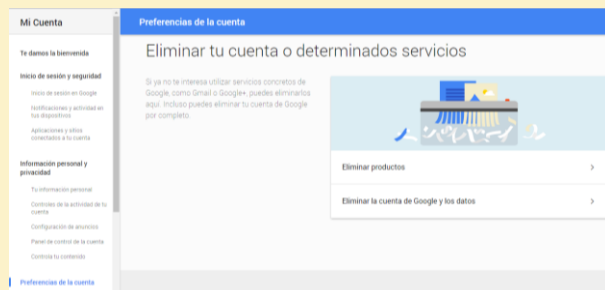 Mi Cuenta
Te damos la bienvenida
Inicio de sesión y seguridad
Inicio de sesión en Google
Notificaciones y actividad en
tus dispositivos
Aplicaciones y sitios
conectados a tu cuenta
Información personal y
privacidad
Tu información personal
Controles de la actividad de tu
cuenta
Configuración de anuncios
Panel de control de la cuenta
Controla tu contenido
Preferencias de la cuenta
Preferencias de la cuenta
Eliminar tu cuenta o determinados servicios
Si ya no te interesa utilizar servicios concretos de
Google, como Gmail o Google+, puedes eliminarlos
aquí. Incluso puedes eliminar tu cuenta de Google
por completo.
Eliminar productos
Eliminar la cuenta de Google y los datos